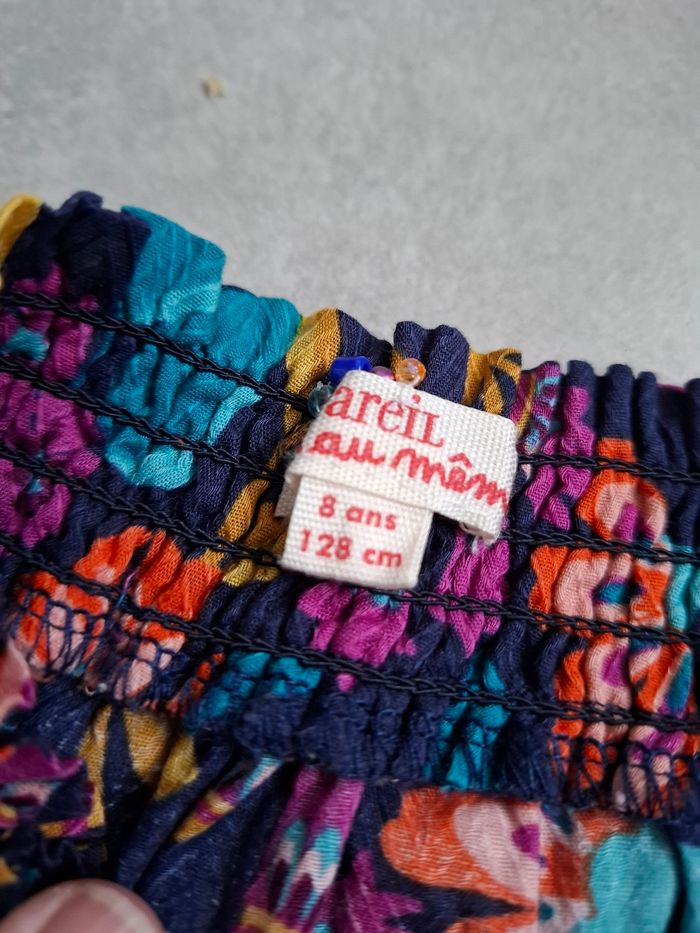 areiL
au mêm
8 ans
128 cm